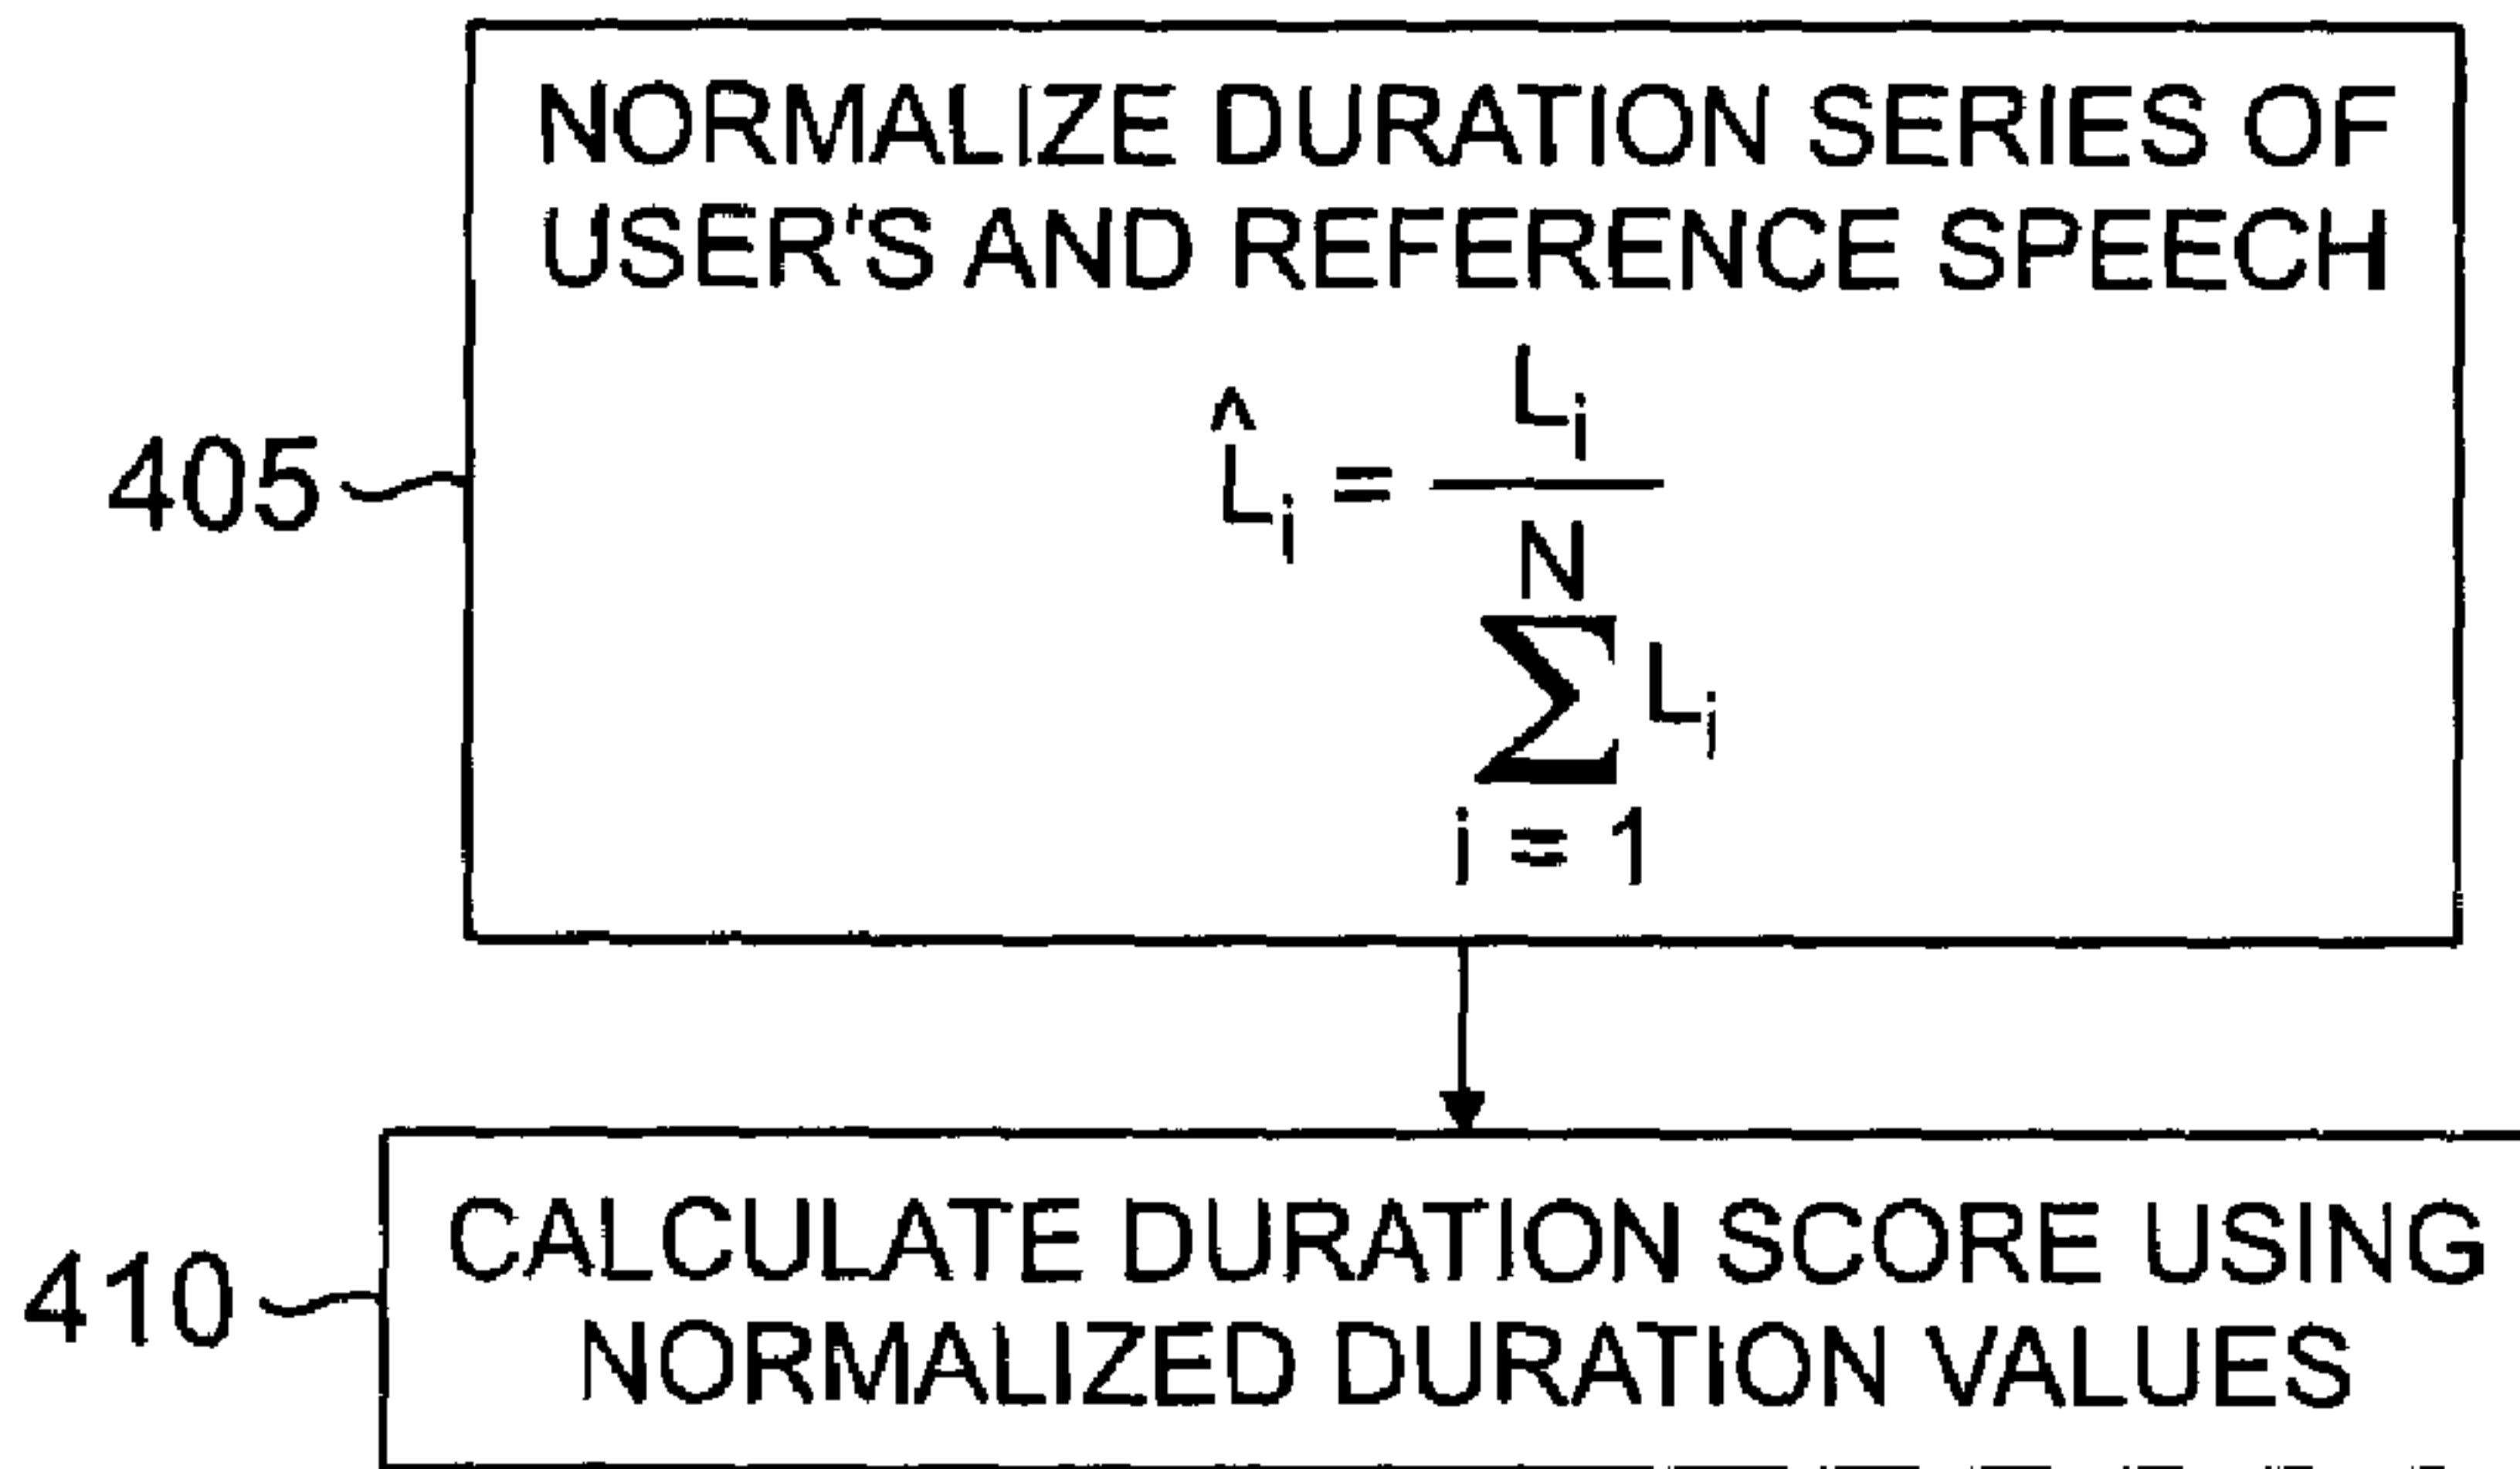 NORMALIZE DURATION SERIES OF
USER'S AND REFERENCE SPEECH
405
L̂i = Li / N ∑ Li i = 1
410
CALCULATE DURATION SCORE USING
NORMALIZED DURATION VALUES